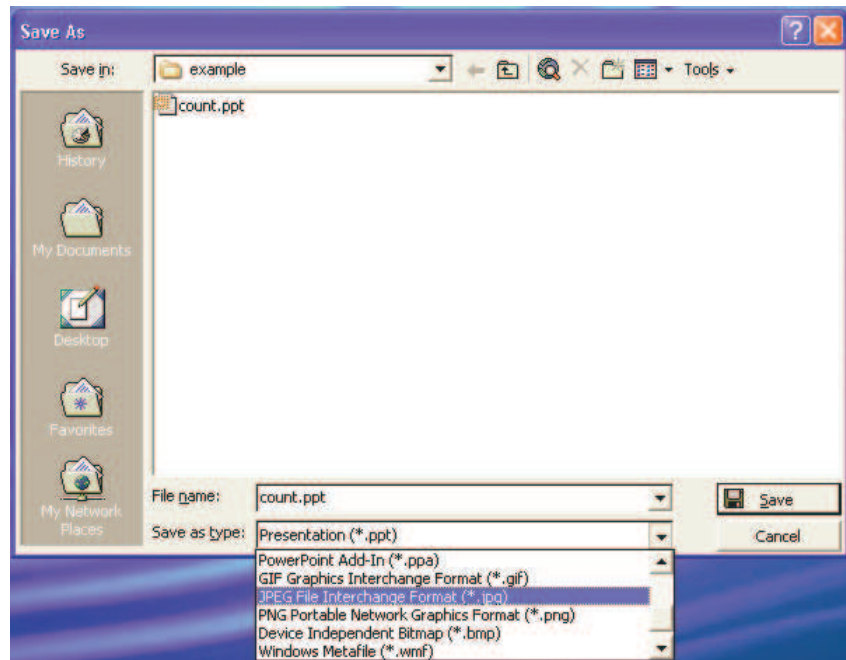 Save As
Save in:
example
Tools
count.ppt
History
My Documents
Desktop
Favorites
My Network
Places
File name:
count.ppt
Save
Save as type:
Presentation (*.ppt)
Cancel
PowerPoint Add-In (*.ppa)
GIF Graphics Interchange Format (*.gif)
JPEG File Interchange Format (*.jpg)
PNG Portable Network Graphics Format (*.png)
Device Independent Bitmap (*.bmp)
Windows Metafile (*.wmf)